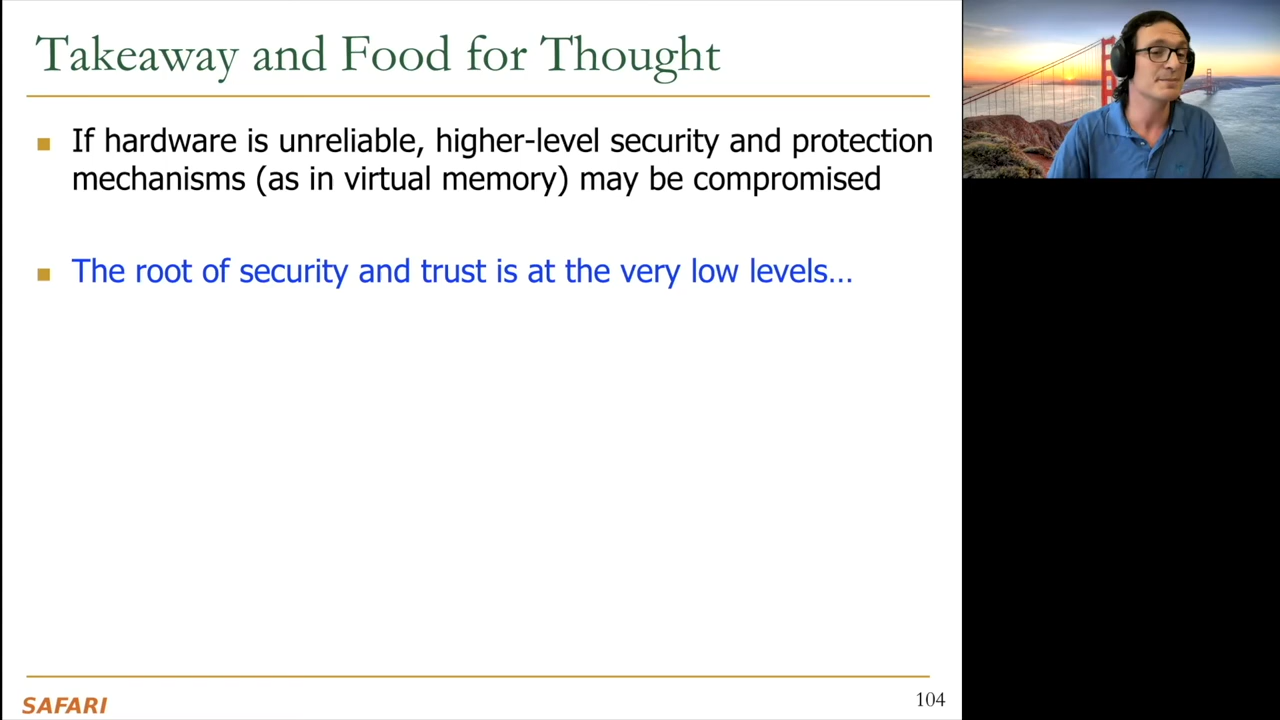 Takeaway and Food for Thought
If hardware is unreliable, higher-level security and protection
mechanisms (as in virtual memory) may be compromised
The root of security and trust is at the very low levels…
SAFARI
104